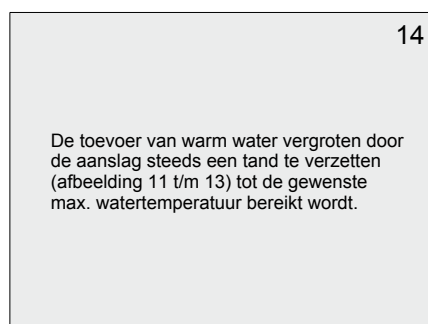 14
De toevoer van warm water vergroten door
de aanslag steeds een tand te verzetten
(afbeelding 11 t/m 13) tot de gewenste
max. watertemperatuur bereikt wordt.